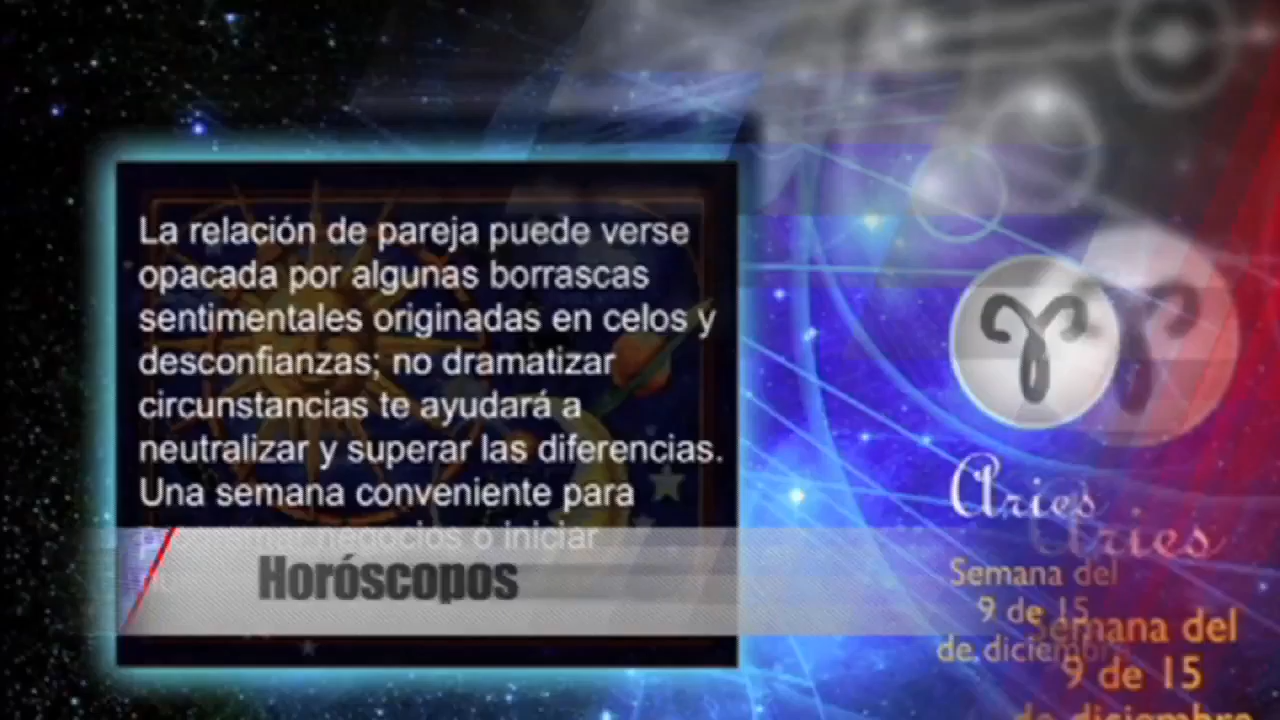 La relación de pareja puede verse
opacada por algunas borrascas
sentimentales originadas en celos y
desconfianzas; no dramatizar
circunstancias te ayudará a
neutralizar y superar las diferencias.
Una semana conveniente para
negocios o iniciar
Horóscopos
Aries
Aries
Semana del
9 de 15
de diciembre
Semana del
9 de 15
de diciembre